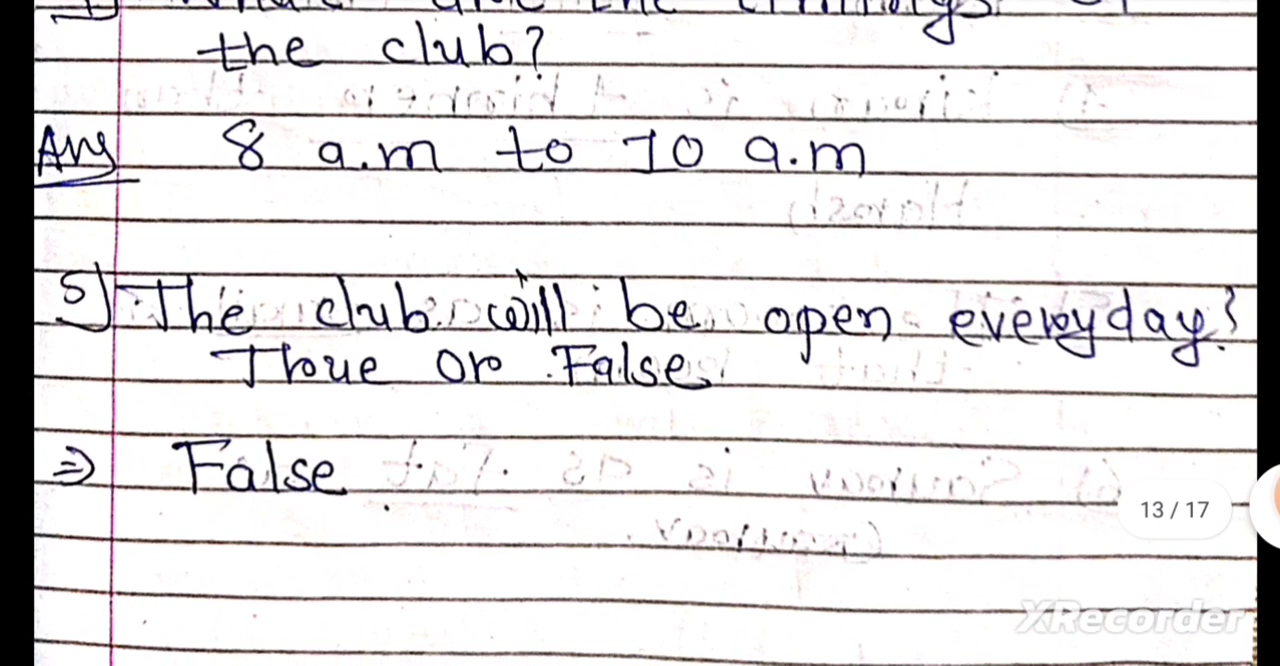 the club?
Ans 8 a.m to 10 a.m
5) The club will be open everyday?
True or False.
⇒ False
13 / 17
XRecorder